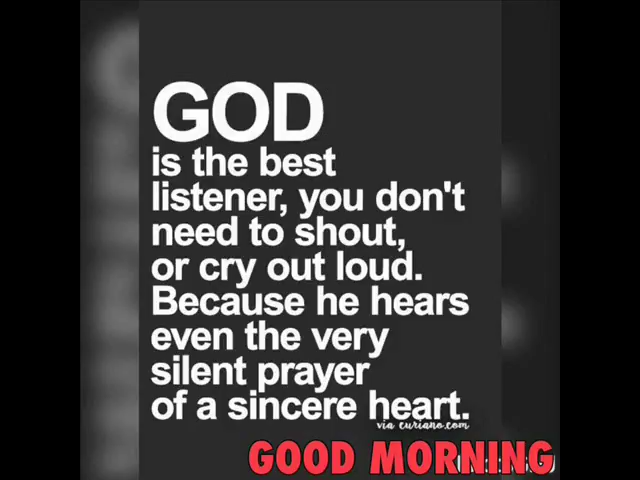 GOD
is the best
listener, you don't
need to shout,
or cry out loud.
Because he hears
even the very
silent prayer
of a sincere heart.
via curiano.com
GOOD MORNING